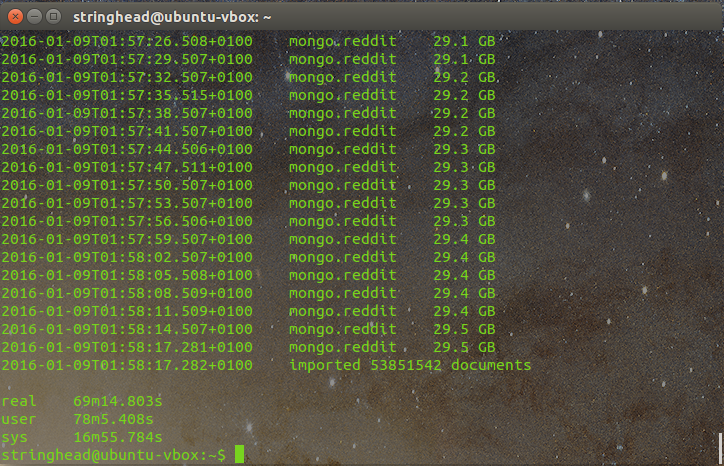 stringhead@ubuntu-vbox: ~
2016-01-09T01:57:26.508+0100    mongo.reddit    29.1 GB
2016-01-09T01:57:29.507+0100    mongo.reddit    29.1 GB
2016-01-09T01:57:32.507+0100    mongo.reddit    29.2 GB
2016-01-09T01:57:35.515+0100    mongo.reddit    29.2 GB
2016-01-09T01:57:38.507+0100    mongo.reddit    29.2 GB
2016-01-09T01:57:41.507+0100    mongo.reddit    29.2 GB
2016-01-09T01:57:44.506+0100    mongo.reddit    29.3 GB
2016-01-09T01:57:47.511+0100    mongo.reddit    29.3 GB
2016-01-09T01:57:50.507+0100    mongo.reddit    29.3 GB
2016-01-09T01:57:53.507+0100    mongo.reddit    29.3 GB
2016-01-09T01:57:56.506+0100    mongo.reddit    29.3 GB
2016-01-09T01:57:59.507+0100    mongo.reddit    29.4 GB
2016-01-09T01:58:02.507+0100    mongo.reddit    29.4 GB
2016-01-09T01:58:05.508+0100    mongo.reddit    29.4 GB
2016-01-09T01:58:08.509+0100    mongo.reddit    29.4 GB
2016-01-09T01:58:11.509+0100    mongo.reddit    29.4 GB
2016-01-09T01:58:14.507+0100    mongo.reddit    29.5 GB
2016-01-09T01:58:17.281+0100    mongo.reddit    29.5 GB
2016-01-09T01:58:17.282+0100    imported 53851542 documents
real    69m14.803s
user    78m5.408s
sys     16m55.784s
stringhead@ubuntu-vbox:~$